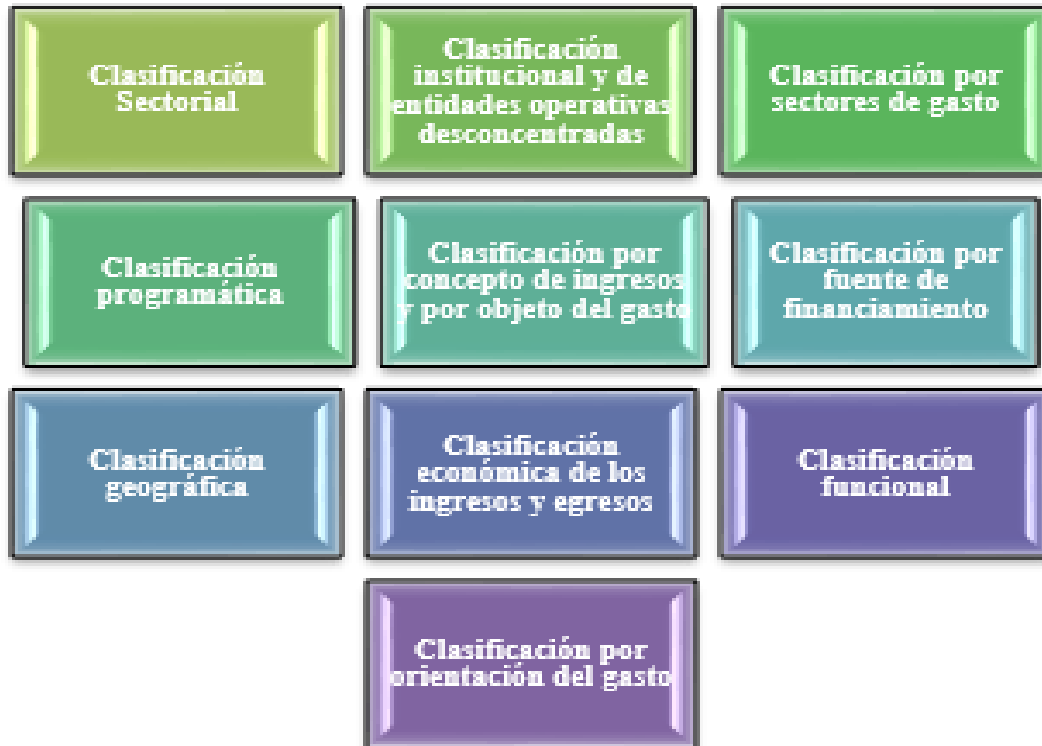 Clasificación
Sectorial
Clasificación
institucional y de
entidades operativas
desconcentradas
Clasificación por
sectores de gasto
Clasificación
programática
Clasificación por
concepto de ingresos
y por objeto del gasto
Clasificación por
fuente de
financiamiento
Clasificación
geográfica
Clasificación
económica de los
ingresos y egresos
Clasificación
funcional
Clasificación por
orientación del gasto